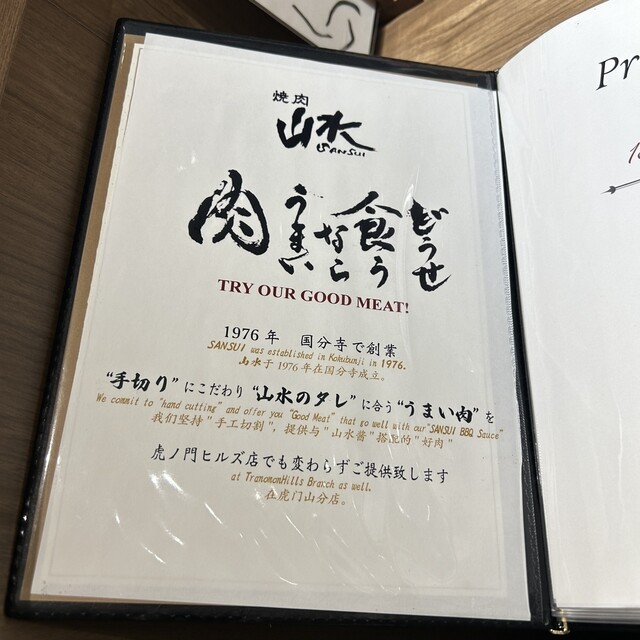 焼肉
山水
SANSUI
どうせ
食う
なら
うまい
肉
TRY OUR GOOD MEAT!
1976年 国分寺で創業
SANSUI was established in Kokubunji in 1976.
山水于1976年在国分寺成立。
"手切り"にこだわり"山水のタレ"に合う"うまい肉"を
We commit to "hand cutting" and offer you "Good Meat" that go well with our "SANSUI BBQ Sauce"
我们坚持"手工切割"，提供与"山水酱"搭配的"好肉"
虎ノ門ヒルズ店でも変わらずご提供致します
at TranomonHills Branch as well.
在虎门山分店。
Pr